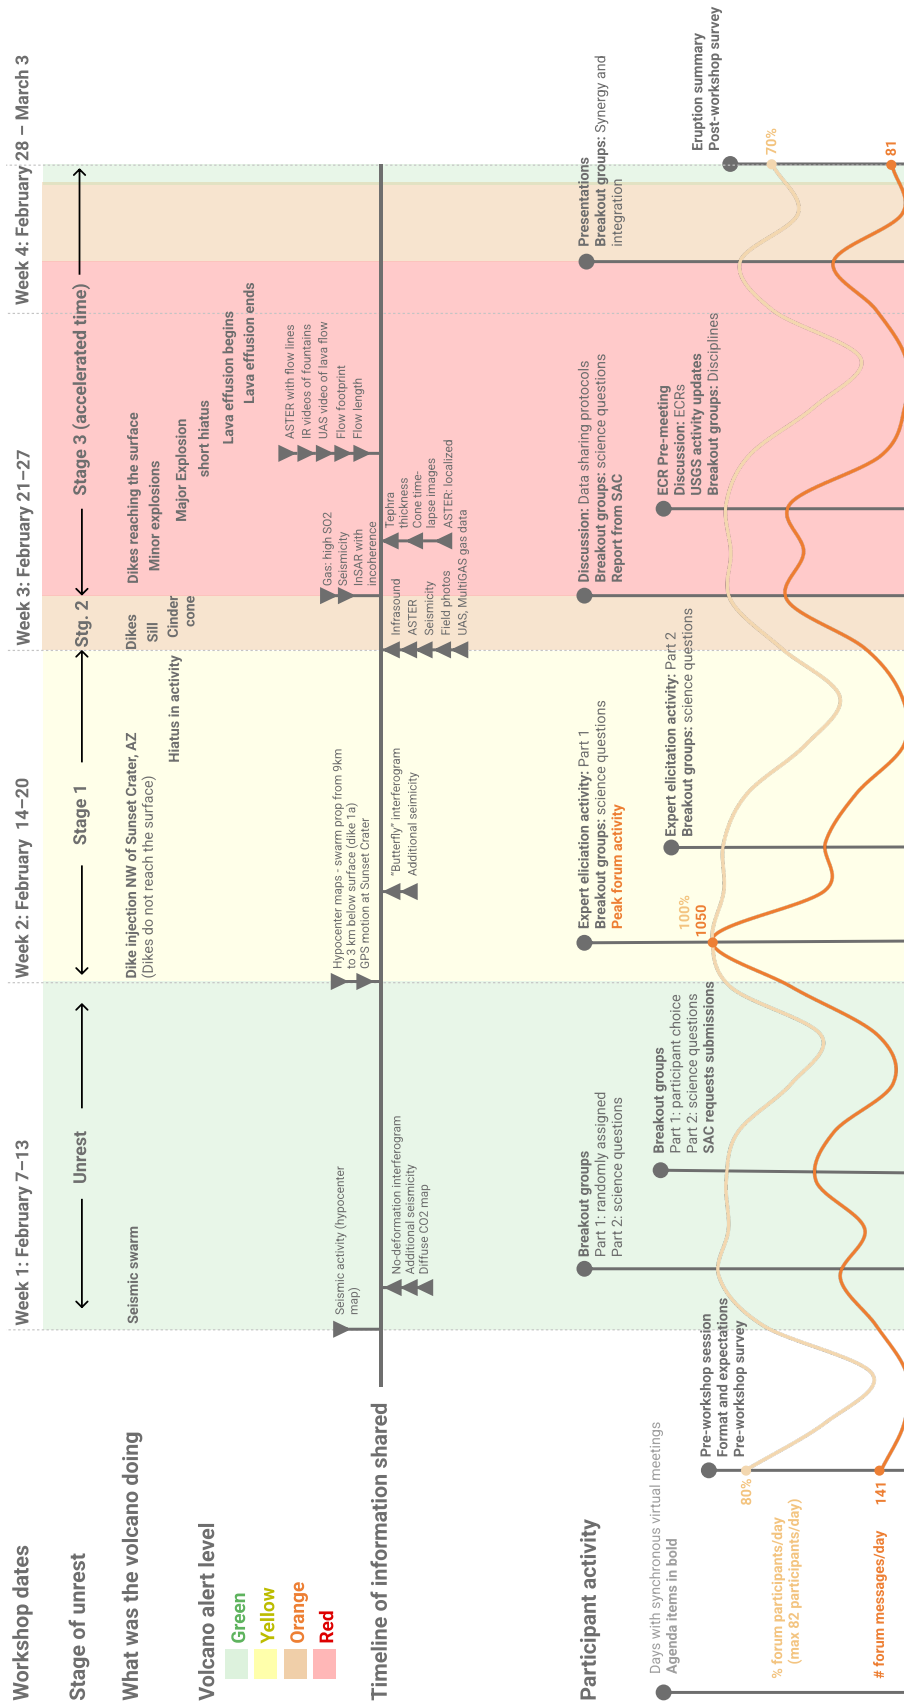 Workshop dates
Week 1: February 7–13
Week 2: February 14–20
Week 3: February 21–27
Week 4: February 28 – March 3
Stage of unrest
Unrest
Stage 1
Stg. 2
Stage 3 (accelerated time)
What was the volcano doing
Seismic swarm
Dike injection NW of Sunset Crater, AZ
(Dikes do not reach the surface)
Hiatus in activity
Dikes
Sill
Cinder
cone
Dikes reaching the surface
Minor explosions
Major Explosion
short hiatus
Lava effusion begins
Lava effusion ends
Volcano alert level
Green
Yellow
Orange
Red
Timeline of information shared
Seismic activity (hypocenter
map)
No-deformation interferogram
Additional seismicity
Diffuse CO2 map
Hypocenter maps - swarm prop from 9km
to 3 km below surface (dike 1a)
GPS motion at Sunset Crater
"Butterfly" interferogram
Additional seimicity
Infrasound
ASTER
Seismicity
Field photos
UAS, MultiGAS gas data
Gas: high SO2
Seismicity
InSAR with
incoherence
Tephra
thickness
Cone time-
lapse images
ASTER: localized
ASTER with flow lines
IR videos of fountains
UAS video of lava flow
Flow footprint
Flow length
Participant activity
Days with synchronous virtual meetings
Agenda items in bold
Pre-workshop session
Format and expectations
Pre-workshop survey
Breakout groups
Part 1: randomly assigned
Part 2: science questions
Breakout groups
Part 1: participant choice
Part 2: science questions
SAC requests submissions
Expert eliciation activity: Part 1
Breakout groups: science questions
Peak forum activity
Expert elicitation activity: Part 2
Breakout groups: science questions
Discussion: Data sharing protocols
Breakout groups: science questions
Report from SAC
ECR Pre-meeting
Discussion: ECRs
USGS activity updates
Breakout groups: Disciplines
Presentations
Breakout groups: Synergy and
integration
Eruption summary
Post-workshop survey
% forum participants/day
(max 82 participants/day)
80%
100%
70%
# forum messages/day
141
1050
81